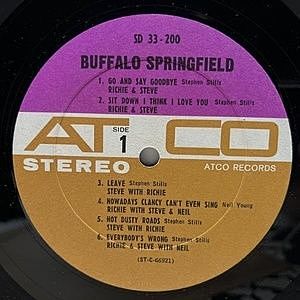 SD 33-200
BUFFALO SPRINGFIELD
1. GO AND SAY GOODBYE Stephen Stills
RICHIE & STEVE
2. SIT DOWN I THINK I LOVE YOU Stephen Stills
RICHIE & STEVE
ATCO
SIDE
1
STEREO
ATCO RECORDS
3. LEAVE Stephen Stills
STEVE WITH RICHIE
4. NOWADAYS CLANCY CAN'T EVEN SING Neil Young
RICHIE WITH STEVE & NEIL
5. HOT DUSTY ROADS Stephen Stills
STEVE WITH RICHIE
6. EVERYBODY'S WRONG Stephen Stills
RICHIE & STEVE WITH NEIL
(ST-C-66921)